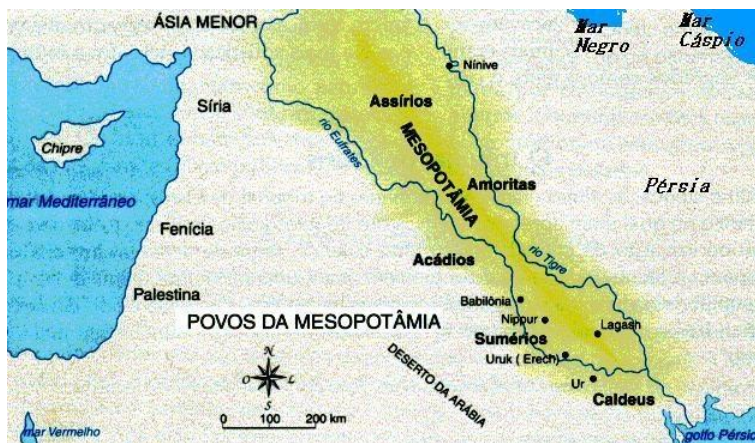 ÁSIA MENOR
Mar
Negro
Mar
Cáspio
Nínive
Síria
Assírios
Chipre
rio Eufrates
MESOPOTÂMIA
Amoritas
Pérsia
mar Mediterrâneo
Fenícia
Acádios
rio Tigre
Palestina
Babilônia
POVOS DA MESOPOTÂMIA
Nippur
Lagash
Sumérios
Uruk ( Erech)
N
O L
S
DESERTO DA ARÁBIA
Ur
Caldeus
0 100 200 km
mar Vermelho
golfo Pérsic